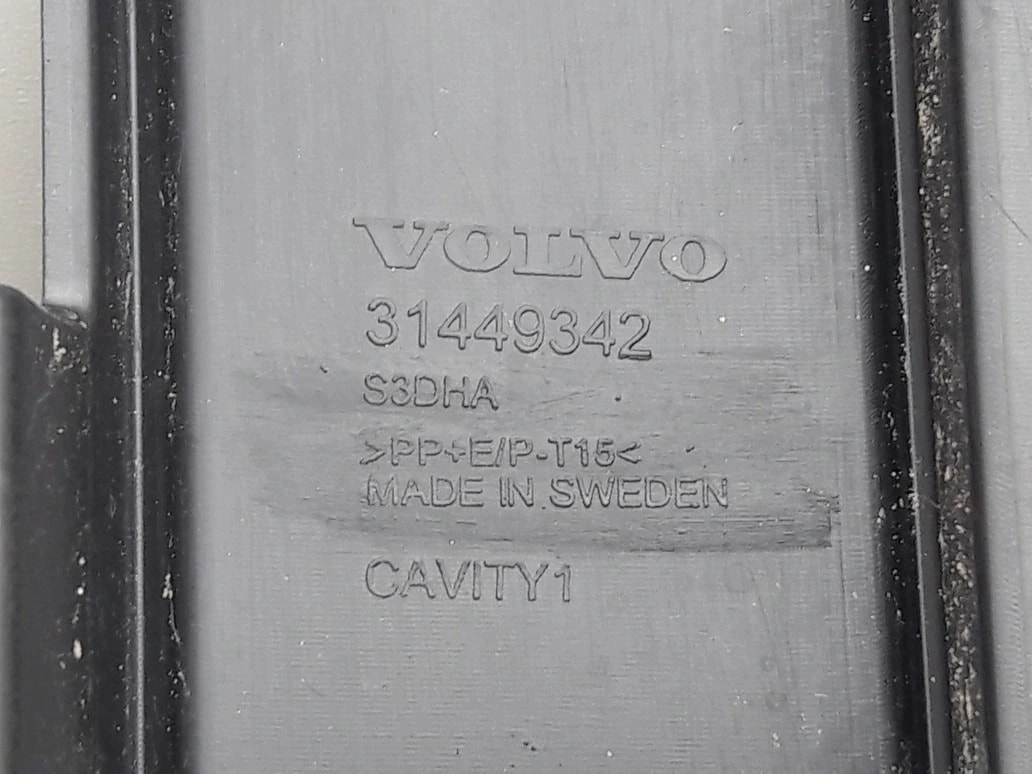 VOLVO
31449342
S3DHA
>PP+E/P-T15<
MADE IN SWEDEN
CAVITY1